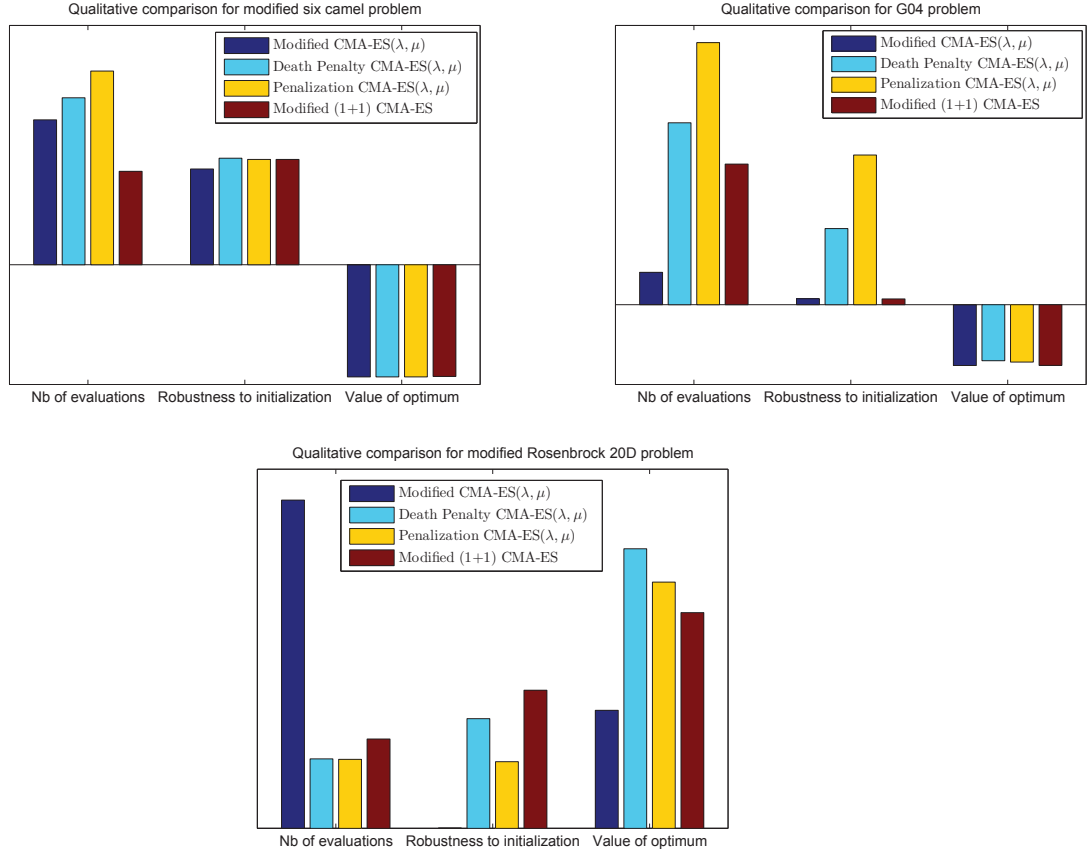 Qualitative comparison for modified six camel problem
Modified CMA-ES(λ, μ)
Death Penalty CMA-ES(λ, μ)
Penalization CMA-ES(λ, μ)
Modified (1+1) CMA-ES
Nb of evaluations Robustness to initialization Value of optimum
Qualitative comparison for G04 problem
Modified CMA-ES(λ, μ)
Death Penalty CMA-ES(λ, μ)
Penalization CMA-ES(λ, μ)
Modified (1+1) CMA-ES
Nb of evaluations Robustness to initialization Value of optimum
Qualitative comparison for modified Rosenbrock 20D problem
Modified CMA-ES(λ, μ)
Death Penalty CMA-ES(λ, μ)
Penalization CMA-ES(λ, μ)
Modified (1+1) CMA-ES
Nb of evaluations Robustness to initialization Value of optimum